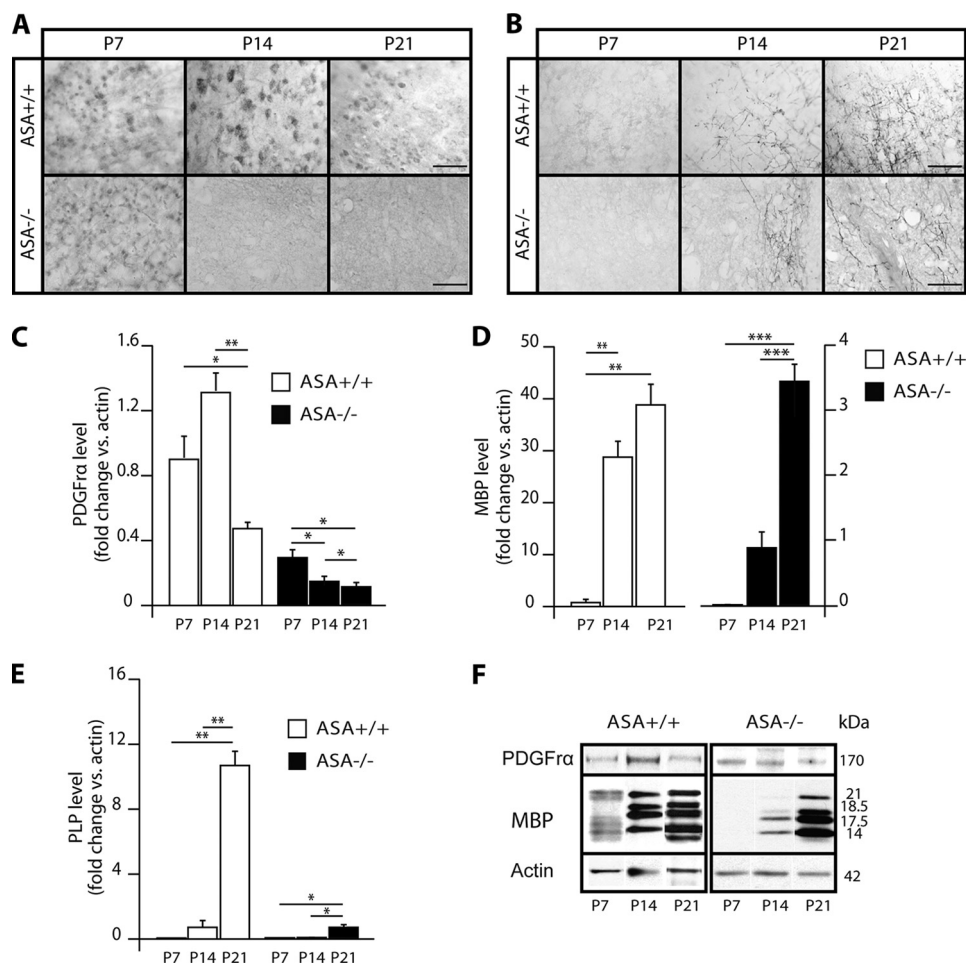 A
P7 P14 P21
ASA+/+
ASA-/-
B
P7 P14 P21
ASA+/+
ASA-/-
C
PDGFrα level
(fold change vs. actin)
1.6
1.2
0.8
0.4
0
**
*
*
*
*
ASA+/+
ASA-/-
P7 P14 P21 P7 P14 P21
D
MBP level
(fold change vs. actin)
50
40
30
20
10
0
**
**
***
***
4
3
2
1
0
ASA+/+
ASA-/-
P7 P14 P21 P7 P14 P21
E
PLP level
(fold change vs. actin)
16
12
8
4
0
**
**
*
*
ASA+/+
ASA-/-
P7 P14 P21 P7 P14 P21
F
ASA+/+ ASA-/- kDa
PDGFrα 170
MBP
21
18.5
17.5
14
Actin 42
P7 P14 P21 P7 P14 P21